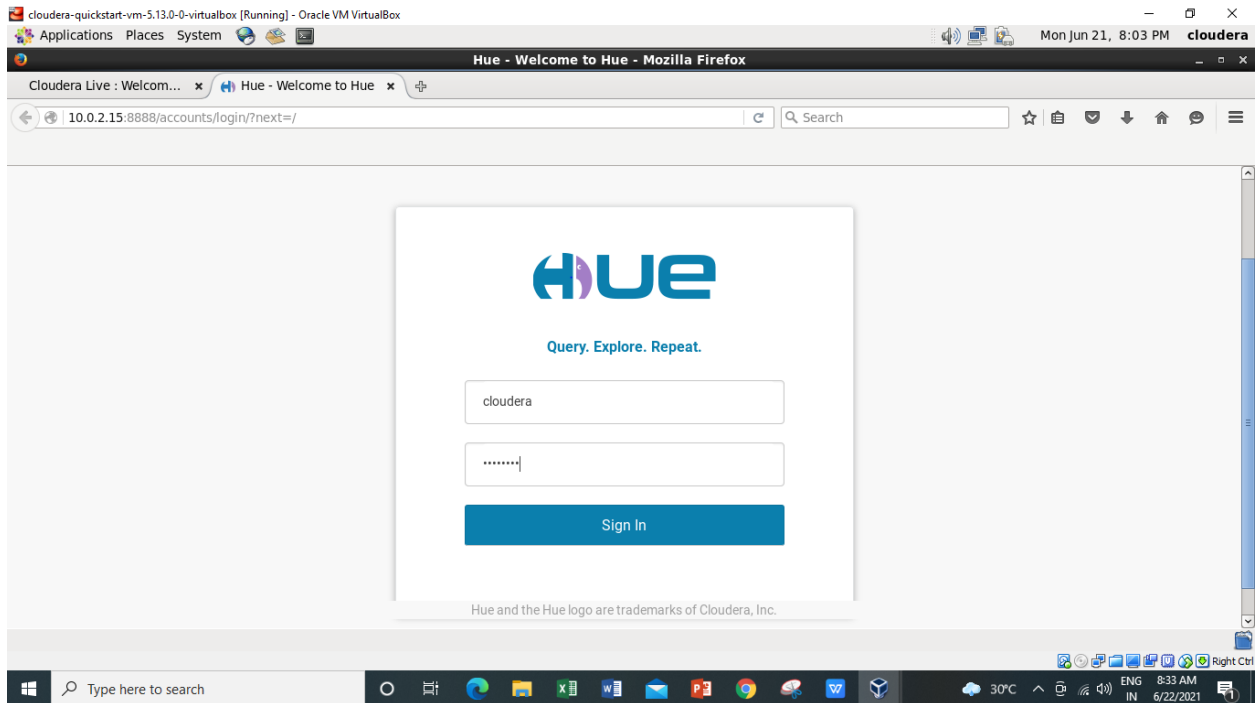 cloudera-quickstart-vm-5.13.0-0-virtualbox [Running] - Oracle VM VirtualBox
Applications Places System Mon Jun 21, 8:03 PM cloudera
Hue - Welcome to Hue - Mozilla Firefox
Cloudera Live : Welcom... Hue - Welcome to Hue
10.0.2.15:8888/accounts/login/?next=/ Search
HUE
Query. Explore. Repeat.
cloudera
••••••••
Sign In
Hue and the Hue logo are trademarks of Cloudera, Inc.
Right Ctrl
Type here to search 30°C ENG 8:33 AM
IN 6/22/2021